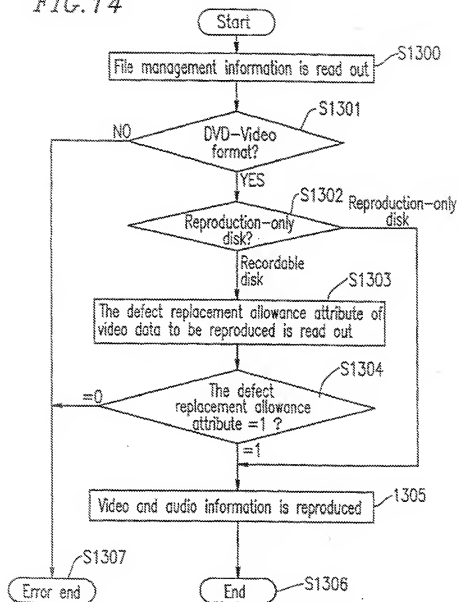 FIG. 14
Start
File management information is read out
S1300
S1301
NO
DVD-Video
format?
YES
S1302
Reproduction-only
disk
Reproduction-only
disk?
Recordable
disk
S1303
The defect replacement allowance attribute of
video data to be reproduced is read out
S1304
The defect
replacement allowance
attribute =1 ?
=0
=1
Video and audio information is reproduced
1305
S1307
Error end
End
S1306